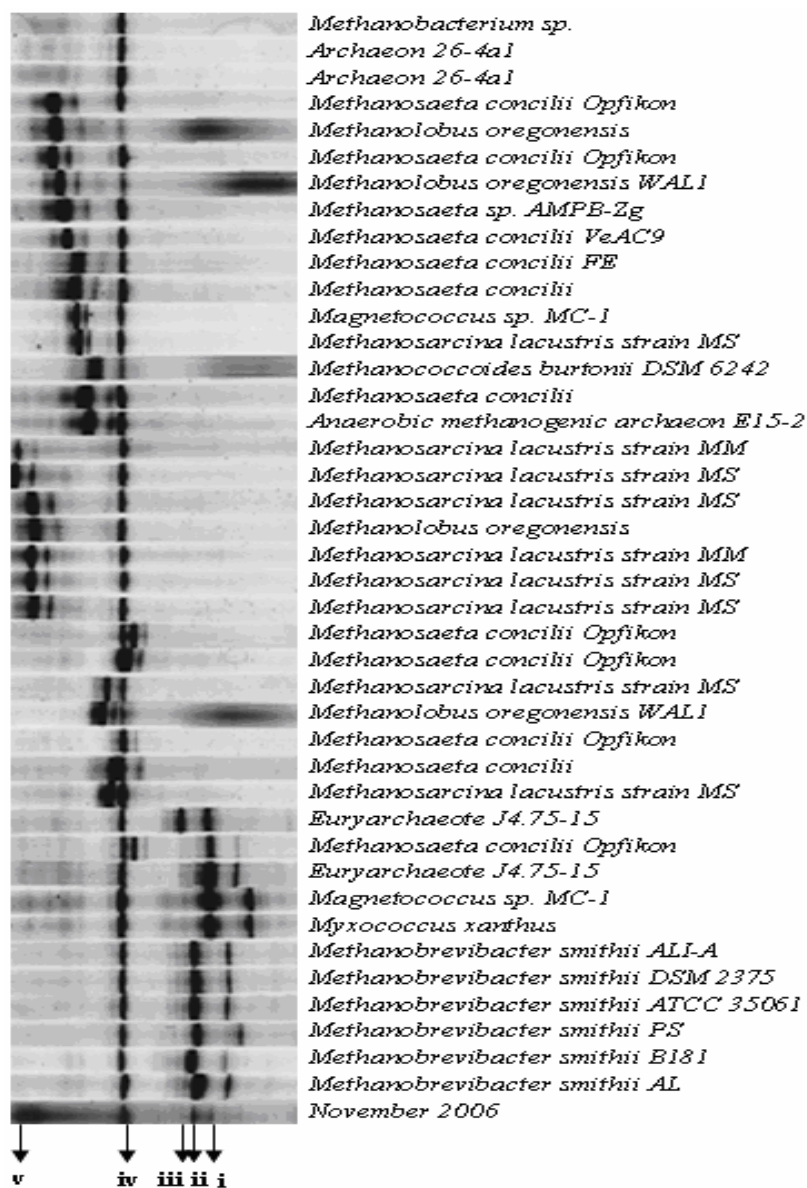 Methanobacterium sp.
Archaeon 26-4a1
Archaeon 26-4a1
Methanosaeta concilii Opfikon
Methanolobus oregonensis
Methanosaeta concilii Opfikon
Methanolobus oregonensis WAL1
Methanosaeta sp. AMPB-Zg
Methanosaeta concilii VeAC9
Methanosaeta concilii FE
Methanosaeta concilii
Magnetococcus sp. MC-1
Methanosarcina lacustris strain MS
Methanococcoides burtonii DSM 6242
Methanosaeta concilii
Anaerobic methanogenic archaeon E15-2
Methanosarcina lacustris strain MM
Methanosarcina lacustris strain MS
Methanosarcina lacustris strain MS
Methanolobus oregonensis
Methanosarcina lacustris strain MM
Methanosarcina lacustris strain MS
Methanosarcina lacustris strain MS
Methanosaeta concilii Opfikon
Methanosaeta concilii Opfikon
Methanosarcina lacustris strain MS
Methanolobus oregonensis WAL1
Methanosaeta concilii Opfikon
Methanosaeta concilii
Methanosarcina lacustris strain MS
Euryarchaeote J4.75-15
Methanosaeta concilii Opfikon
Euryarchaeote J4.75-15
Magnetococcus sp. MC-1
Myxococcus xanthus
Methanobrevibacter smithii ALI-A
Methanobrevibacter smithii DSM 2375
Methanobrevibacter smithii ATCC 35061
Methanobrevibacter smithii PS
Methanobrevibacter smithii B181
Methanobrevibacter smithii AL
November 2006
v iv iii ii i